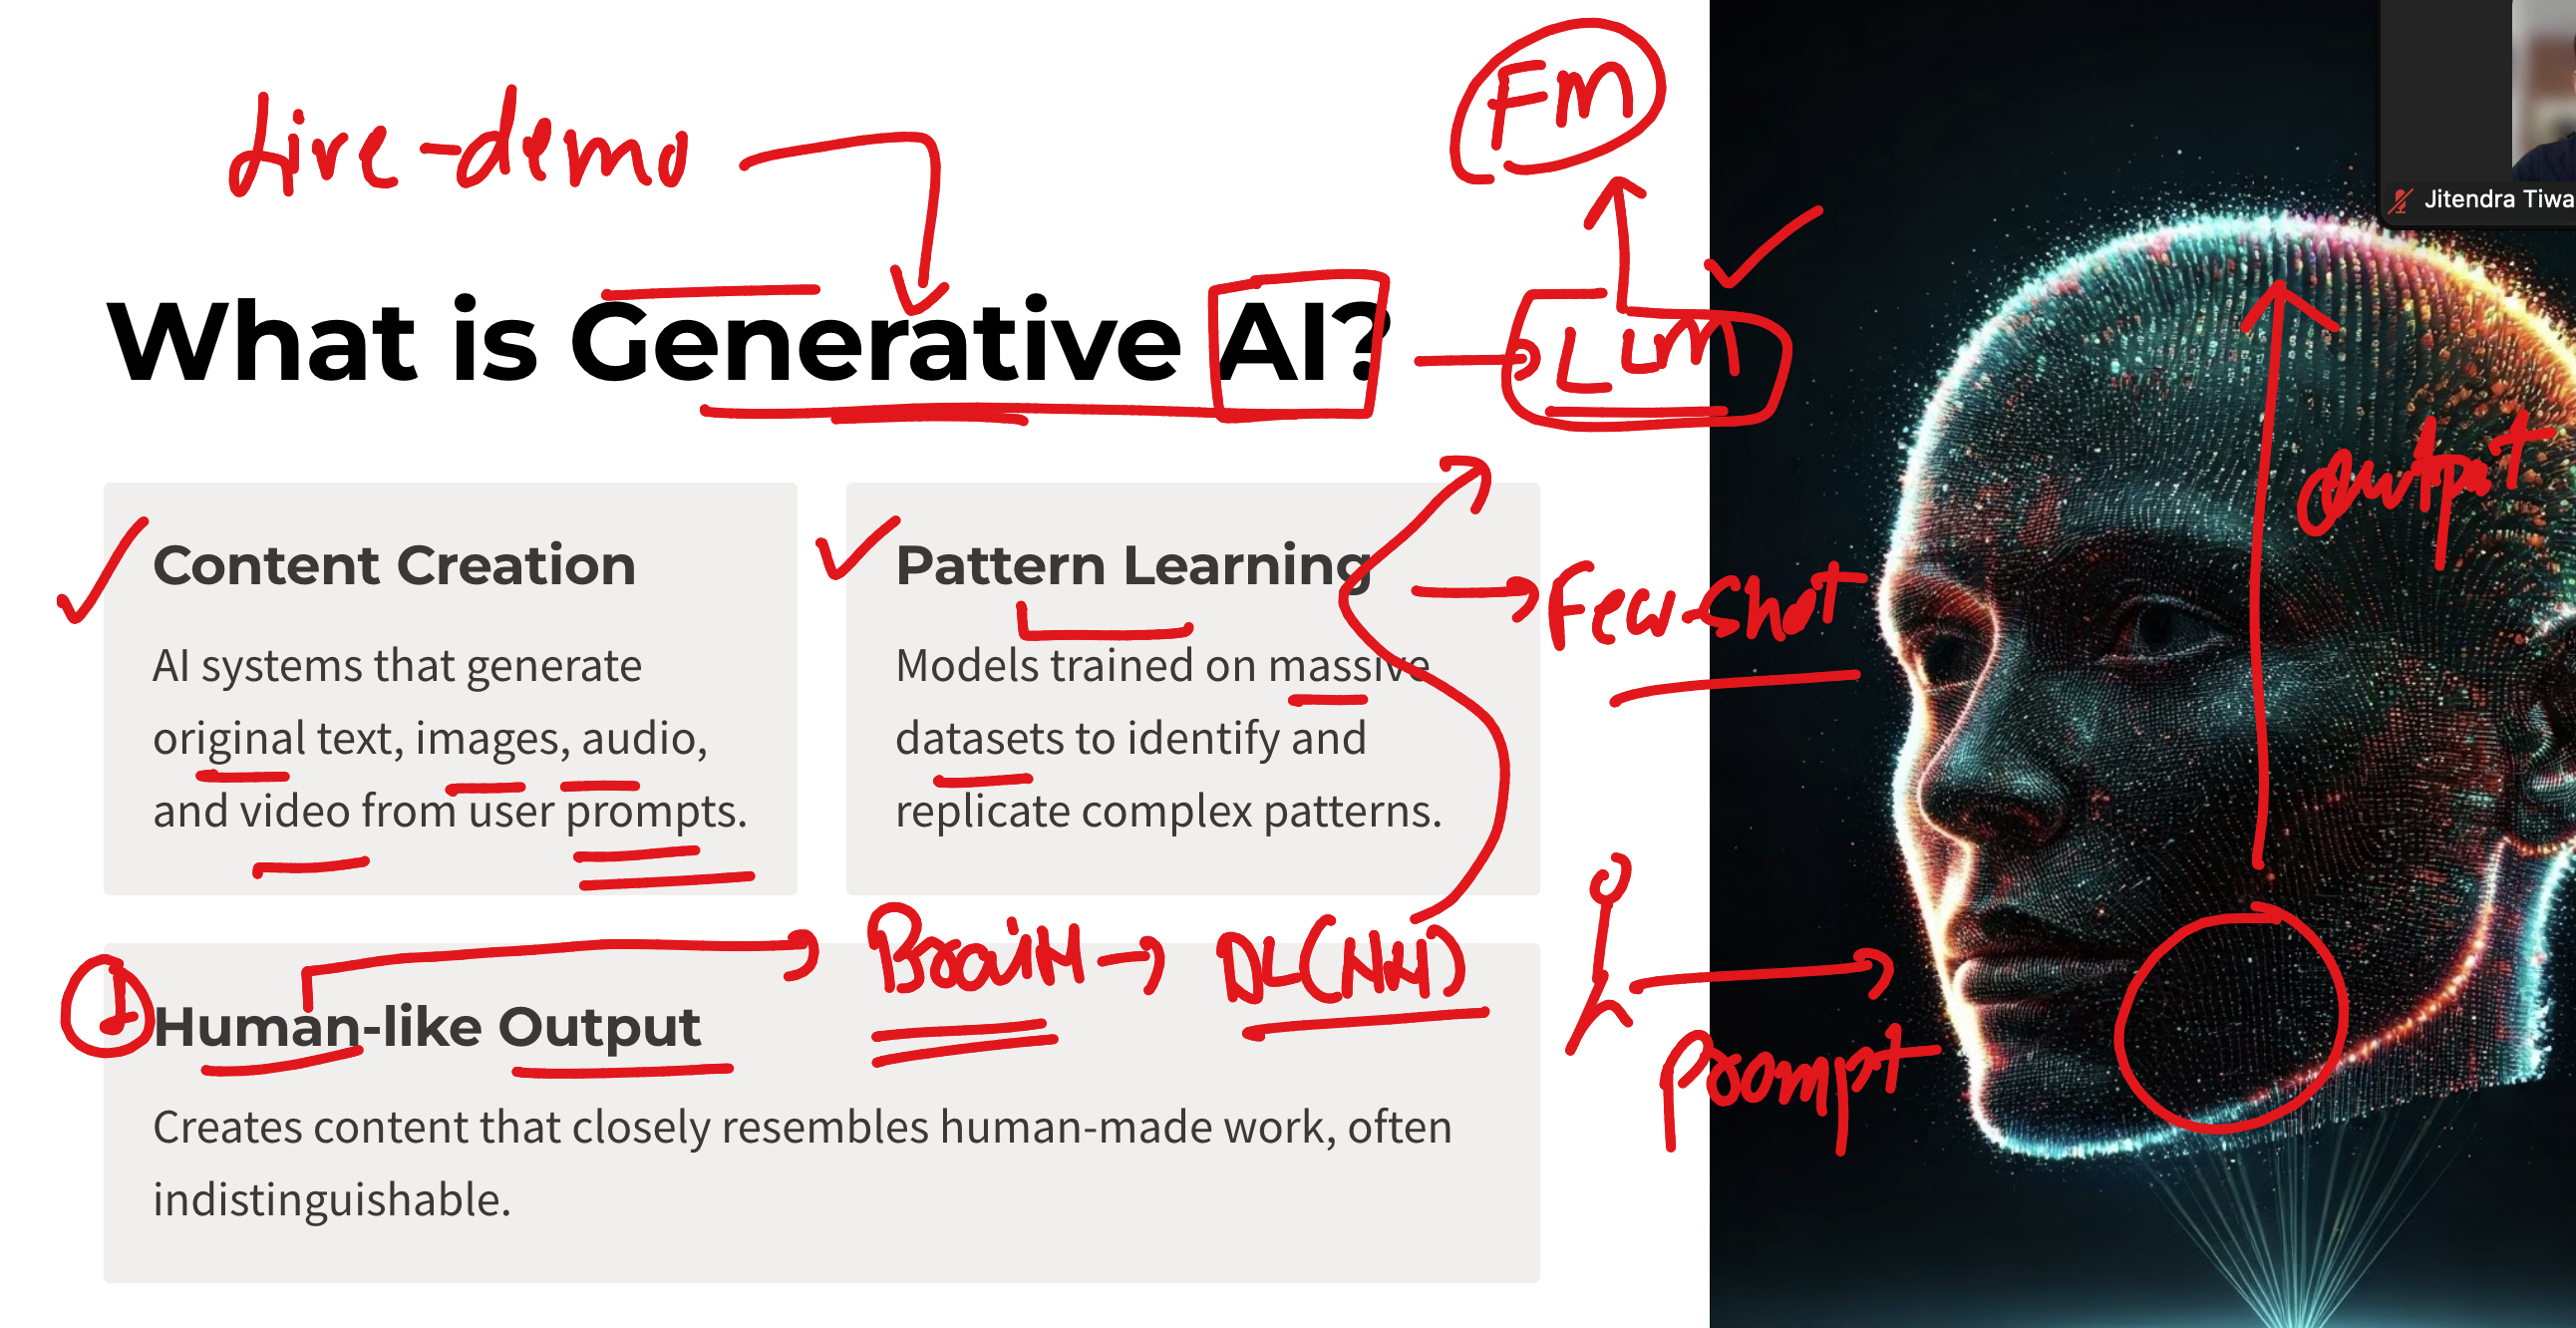 Live-demo
FM
Jitendra Tiwa
What is Generative AI?
LLM
output
Content Creation
AI systems that generate
original text, images, audio,
and video from user prompts.
Pattern Learning
Few-Shot
Models trained on massive
datasets to identify and
replicate complex patterns.
Brain
DL(NN)
Human-like Output
Prompt
Creates content that closely resembles human-made work, often
indistinguishable.